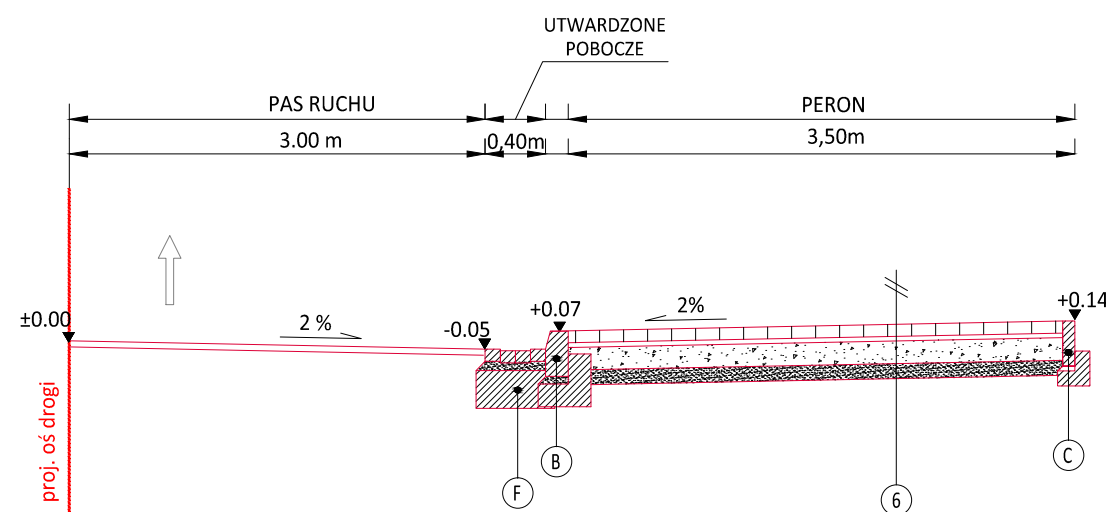 UTWARDZONE
POBOCZE
PAS RUCHU
PERON
3.00 m
0,40m
3,50m
±0.00
2 %
-0.05
+0.07
2%
+0.14
proj. oś drogi
F
B
6
C